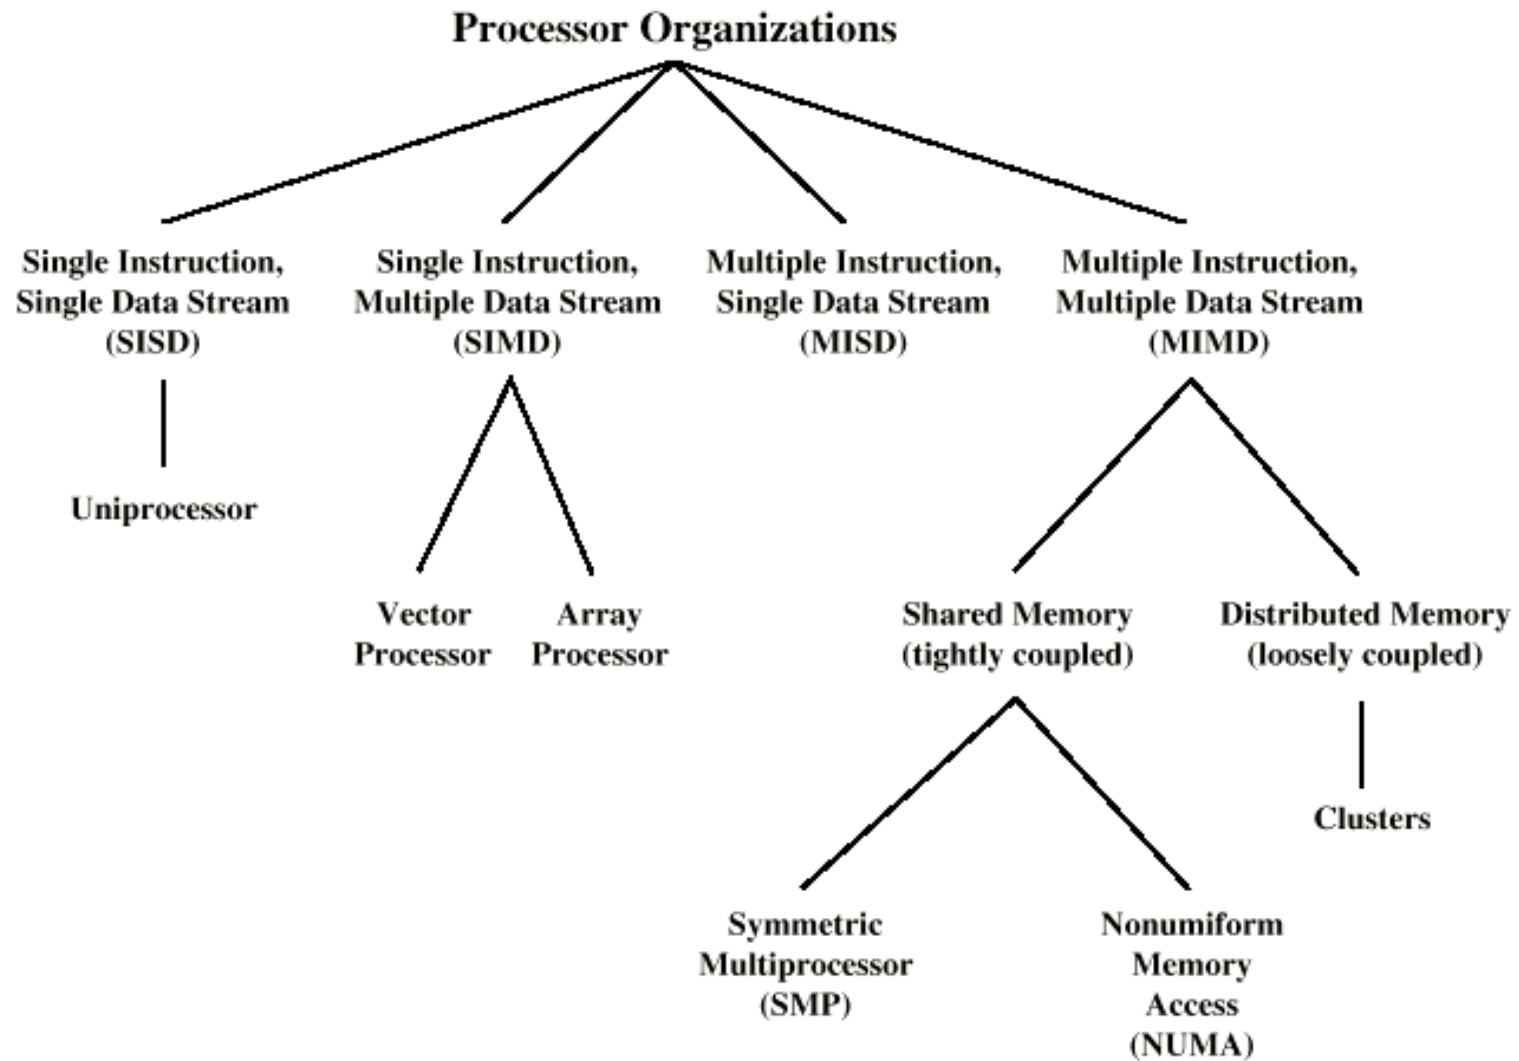 Processor Organizations
Single Instruction,
Single Data Stream
(SISD)
Single Instruction,
Multiple Data Stream
(SIMD)
Multiple Instruction,
Single Data Stream
(MISD)
Multiple Instruction,
Multiple Data Stream
(MIMD)
Uniprocessor
Vector
Processor
Array
Processor
Shared Memory
(tightly coupled)
Distributed Memory
(loosely coupled)
Clusters
Symmetric
Multiprocessor
(SMP)
Nonumiform
Memory
Access
(NUMA)